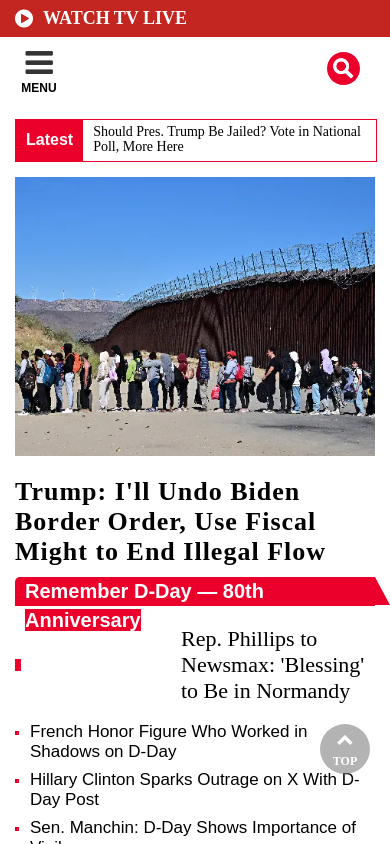 WATCH TV LIVE
MENU
Latest
Should Pres. Trump Be Jailed? Vote in National
Poll, More Here
Trump: I'll Undo Biden
Border Order, Use Fiscal
Might to End Illegal Flow
Remember D-Day — 80th
Anniversary
Rep. Phillips to
Newsmax: 'Blessing'
to Be in Normandy
French Honor Figure Who Worked in
Shadows on D-Day
TOP
Hillary Clinton Sparks Outrage on X With D-
Day Post
Sen. Manchin: D-Day Shows Importance of